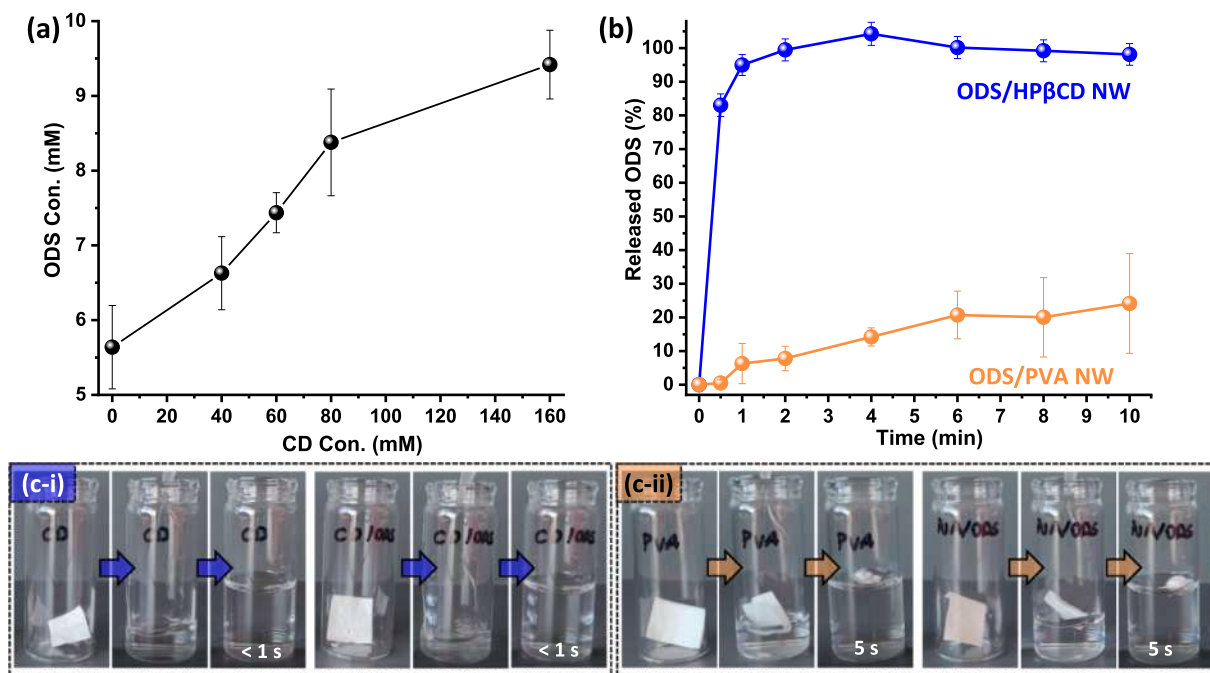 (a)
10
9
8
7
6
5
ODS Con. (mM)
0 20 40 60 80 100 120 140 160
CD Con. (mM)
(b)
100
90
80
70
60
50
40
30
20
10
0
Released ODS (%)
ODS/HPβCD NW
ODS/PVA NW
0 1 2 3 4 5 6 7 8 9 10
Time (min)
(c-i)
CD CD CD CD/ODS CD/ODS CD/ODS
< 1 s < 1 s
(c-ii)
PVA PVA PVA
5 s 5 s